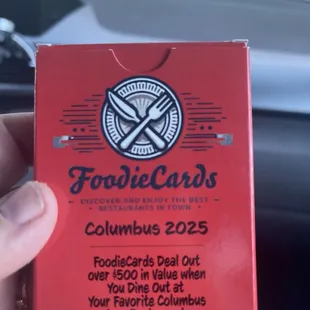 FoodieCards
DISCOVER AND ENJOY THE BEST
RESTAURANTS IN TOWN
Columbus 2025
FoodieCards Deal Out
over $500 in Value when
You Dine Out at
Your Favorite Columbus